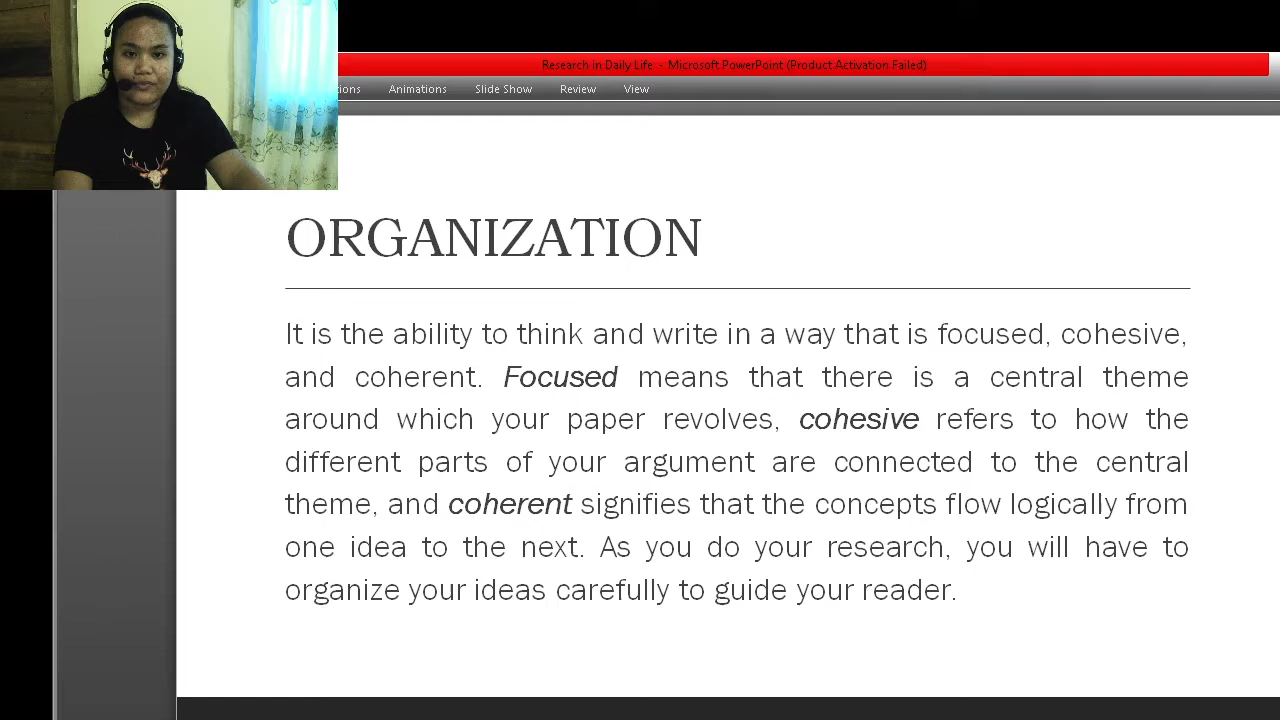 Research in Daily Life - Microsoft PowerPoint (Product Activation Failed)
tions Animations Slide Show Review View
ORGANIZATION
It is the ability to think and write in a way that is focused, cohesive,
and coherent. Focused means that there is a central theme
around which your paper revolves, cohesive refers to how the
different parts of your argument are connected to the central
theme, and coherent signifies that the concepts flow logically from
one idea to the next. As you do your research, you will have to
organize your ideas carefully to guide your reader.